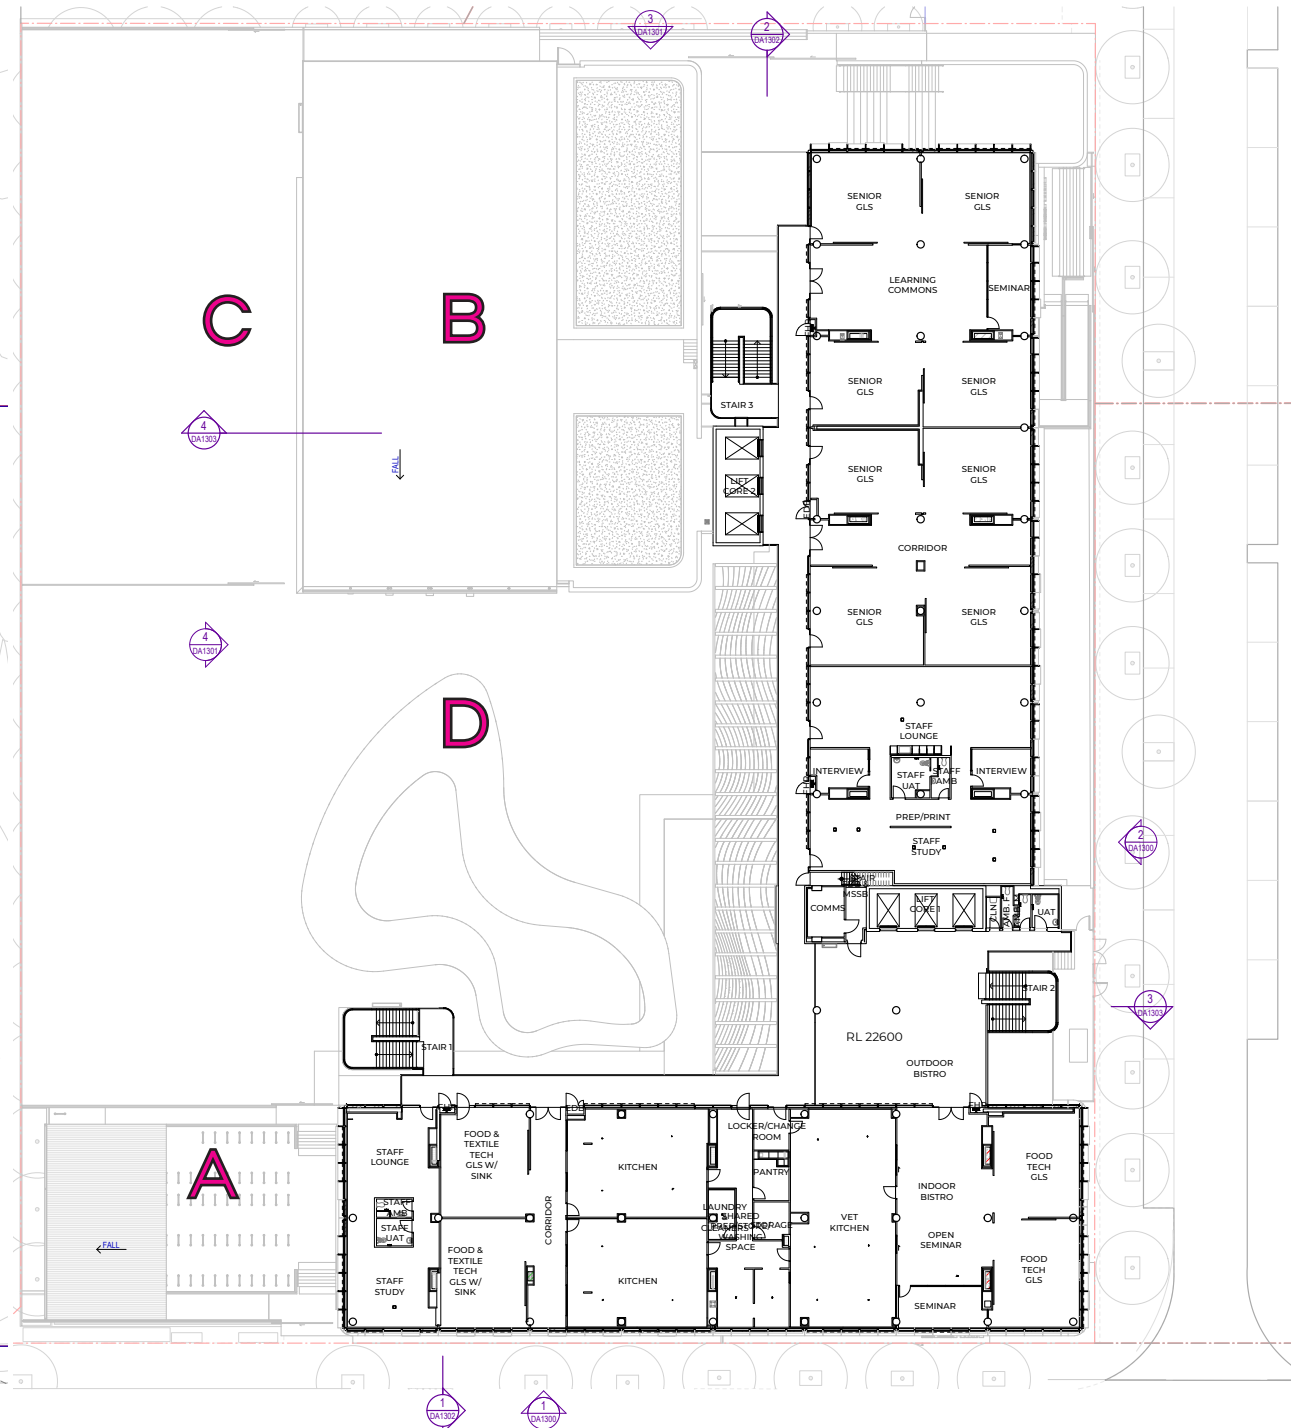 3
DA1301
2
DA1302
SENIOR
GLS
SENIOR
GLS
LEARNING
COMMONS
SEMINAR
C
B
SENIOR
GLS
SENIOR
GLS
STAIR 3
4
DA1303
FALL
LIFT
CORE 2
SENIOR
GLS
SENIOR
GLS
CORRIDOR
SENIOR
GLS
SENIOR
GLS
4
DA1301
D
STAFF
LOUNGE
INTERVIEW
STAFF
UAT
STAFF
AMB
INTERVIEW
PREP/PRINT
STAFF
STUDY
2
DA1300
STAIR
MSSB
COMMS
LIFT
CORE 1
CLN
UAT
STAIR 2
3
DA1303
RL 22600
OUTDOOR
BISTRO
STAIR 1
A
FALL
STAFF
LOUNGE
STAFF
AMB
STAFF
UAT
STAFF
STUDY
FOOD &
TEXTILE
TECH
GLS W/
SINK
FOOD &
TEXTILE
TECH
GLS W/
SINK
CORRIDOR
KITCHEN
KITCHEN
LOCKER/CHANGE
ROOM
PANTRY
LAUNDRY
SHARED
WASHING
SPACE
VET
KITCHEN
INDOOR
BISTRO
OPEN
SEMINAR
SEMINAR
FOOD
TECH
GLS
FOOD
TECH
GLS
1
DA1302
1
DA1300